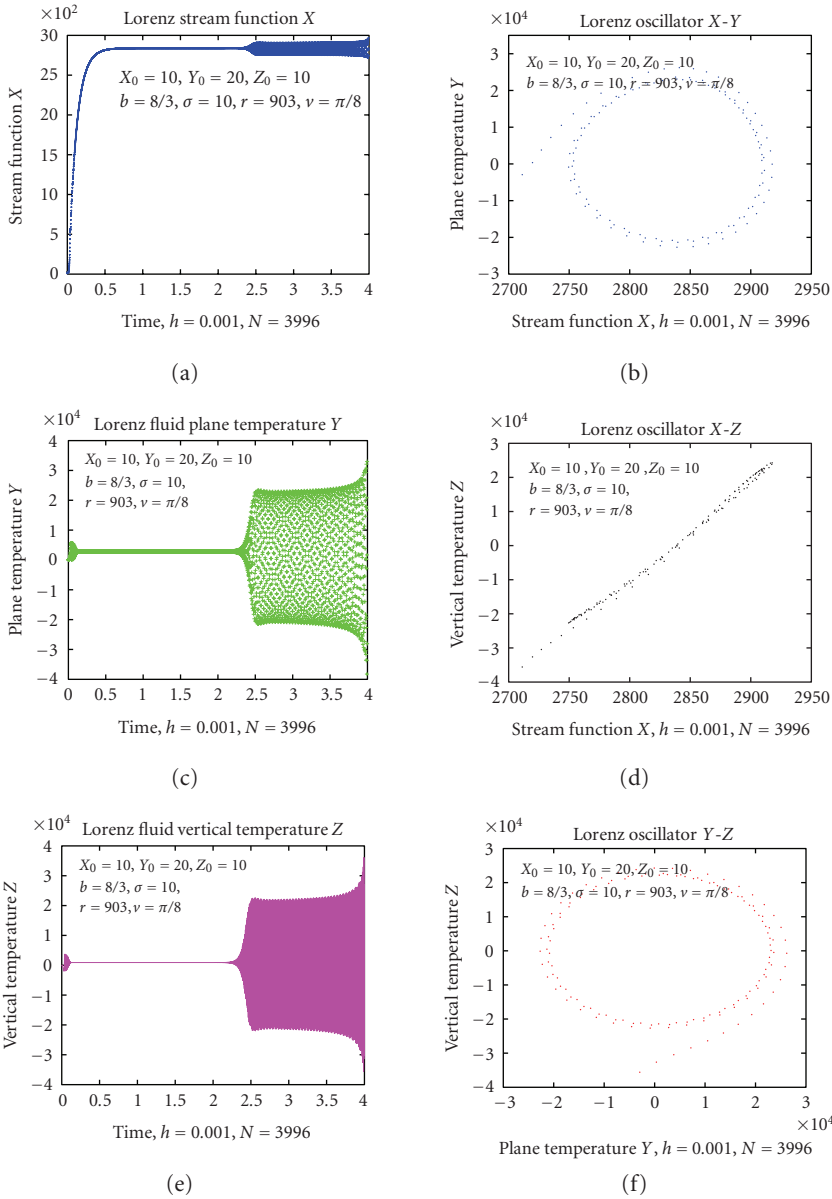 Lorenz stream function X
×10²
300
250
200
150
100
50
0
Stream function X
X₀ = 10, Y₀ = 20, Z₀ = 10
b = 8/3, σ = 10, r = 903, ν = π/8
0 0.5 1 1.5 2 2.5 3 3.5 4
Time, h = 0.001, N = 3996
(a)
Lorenz oscillator X-Y
×10⁴
3
2
1
0
−1
−2
−3
Plane temperature Y
X₀ = 10, Y₀ = 20, Z₀ = 10
b = 8/3, σ = 10, r = 903, ν = π/8
2700 2750 2800 2850 2900 2950
Stream function X, h = 0.001, N = 3996
(b)
Lorenz fluid plane temperature Y
×10⁴
4
3
2
1
0
−1
−2
−3
−4
Plane temperature Y
X₀ = 10, Y₀ = 20, Z₀ = 10
b = 8/3, σ = 10,
r = 903, ν = π/8
0 0.5 1 1.5 2 2.5 3 3.5 4
Time, h = 0.001, N = 3996
(c)
Lorenz oscillator X-Z
×10⁴
3
2
1
0
−1
−2
−3
−4
Vertical temperature Z
X₀ = 10 ,Y₀ = 20 ,Z₀ = 10
b = 8/3, σ = 10,
r = 903, ν = π/8
2700 2750 2800 2850 2900 2950
Stream function X, h = 0.001, N = 3996
(d)
Lorenz fluid vertical temperature Z
×10⁴
4
3
2
1
0
−1
−2
−3
−4
Vertical temperature Z
X₀ = 10, Y₀ = 20, Z₀ = 10
b = 8/3, σ = 10,
r = 903, ν = π/8
0 0.5 1 1.5 2 2.5 3 3.5 4
Time, h = 0.001, N = 3996
(e)
Lorenz oscillator Y-Z
×10⁴
3
2
1
0
−1
−2
−3
−4
Vertical temperature Z
X₀ = 10, Y₀ = 20, Z₀ = 10
b = 8/3, σ = 10, r = 903, ν = π/8
−3 −2 −1 0 1 2 3
×10⁴
Plane temperature Y, h = 0.001, N = 3996
(f)